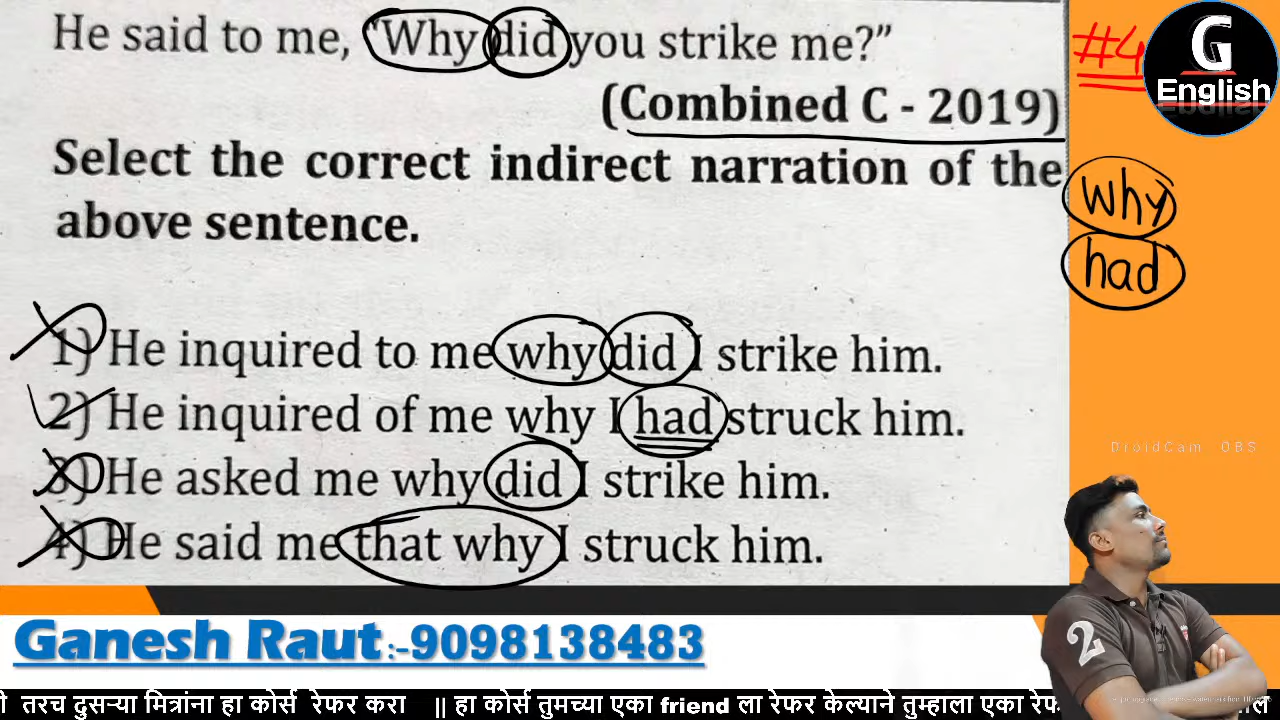 He said to me, "Why did you strike me?"
(Combined C - 2019)
Select the correct indirect narration of the
above sentence.
1) He inquired to me why did I strike him.
2) He inquired of me why I had struck him.
3) He asked me why did I strike him.
4) He said me that why I struck him.
#4
G
English
why
had
DroidCam OBS
2
Ganesh Raut:-9098138483
ी तरच दुसऱ्या मित्रांना हा कोर्स रेफर करा || हा कोर्स तुमच्या एका friend ला रेफर केल्याने तुम्हाला एका रेफ